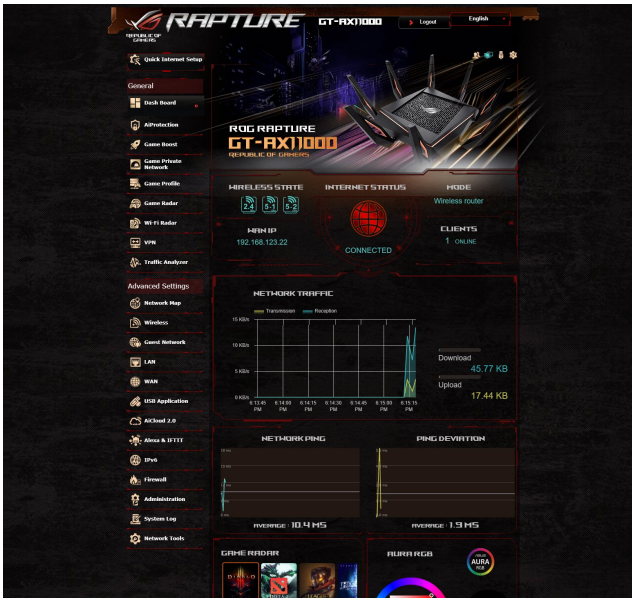 REPUBLIC OF
GAMERS
RAPTURE
GT-AX11000
Logout
English
Quick Internet Setup
General
Dash Board
AiProtection
Game Boost
Game Private
Network
Game Profile
Game Radar
Wi-Fi Radar
VPN
Traffic Analyzer
Advanced Settings
Network Map
Wireless
Guest Network
LAN
WAN
USB Application
AiCloud 2.0
Alexa & IFTTT
IPv6
Firewall
Administration
System Log
Network Tools
ROG RAPTURE
GT-AX11000
REPUBLIC OF GAMERS
WIRELESS STATE
2.4
5-1
5-2
WAN IP
192.168.123.22
INTERNET STATUS
CONNECTED
MODE
Wireless router
CLIENTS
1 ONLINE
NETWORK TRAFFIC
Transmission
Reception
15 KB/s
10 KB/s
5 KB/s
0 KB/s
6:13:45 PM
6:14:00 PM
6:14:15 PM
6:14:30 PM
6:14:45 PM
6:15:00 PM
6:15:15 PM
Download
45.77 KB
Upload
17.44 KB
NETWORK PING
AVERAGE : 10.4 MS
PING DEVIATION
AVERAGE : 1.9 MS
GAME RADAR
DIABLO
DOTA 2
LEAGUE
AURA RGB
AURA
RGB